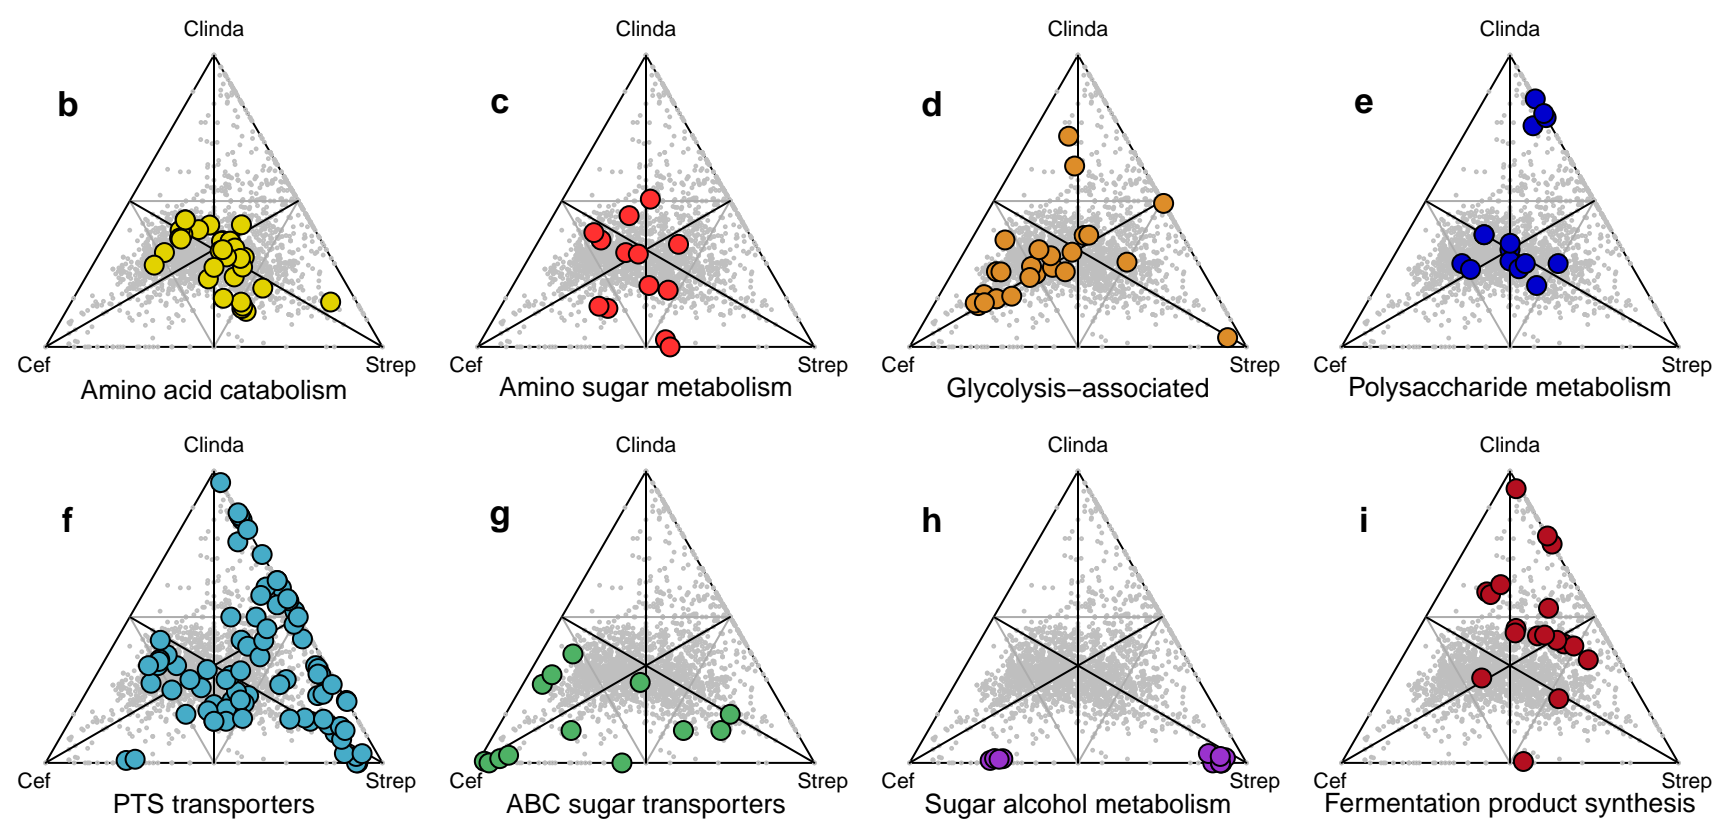 Clinda Clinda Clinda Clinda
b c d e
Cef Strep Cef Strep Cef Strep Cef Strep
Amino acid catabolism Amino sugar metabolism Glycolysis−associated Polysaccharide metabolism
Clinda Clinda Clinda Clinda
f g h i
Cef Strep Cef Strep Cef Strep Cef Strep
PTS transporters ABC sugar transporters Sugar alcohol metabolism Fermentation product synthesis